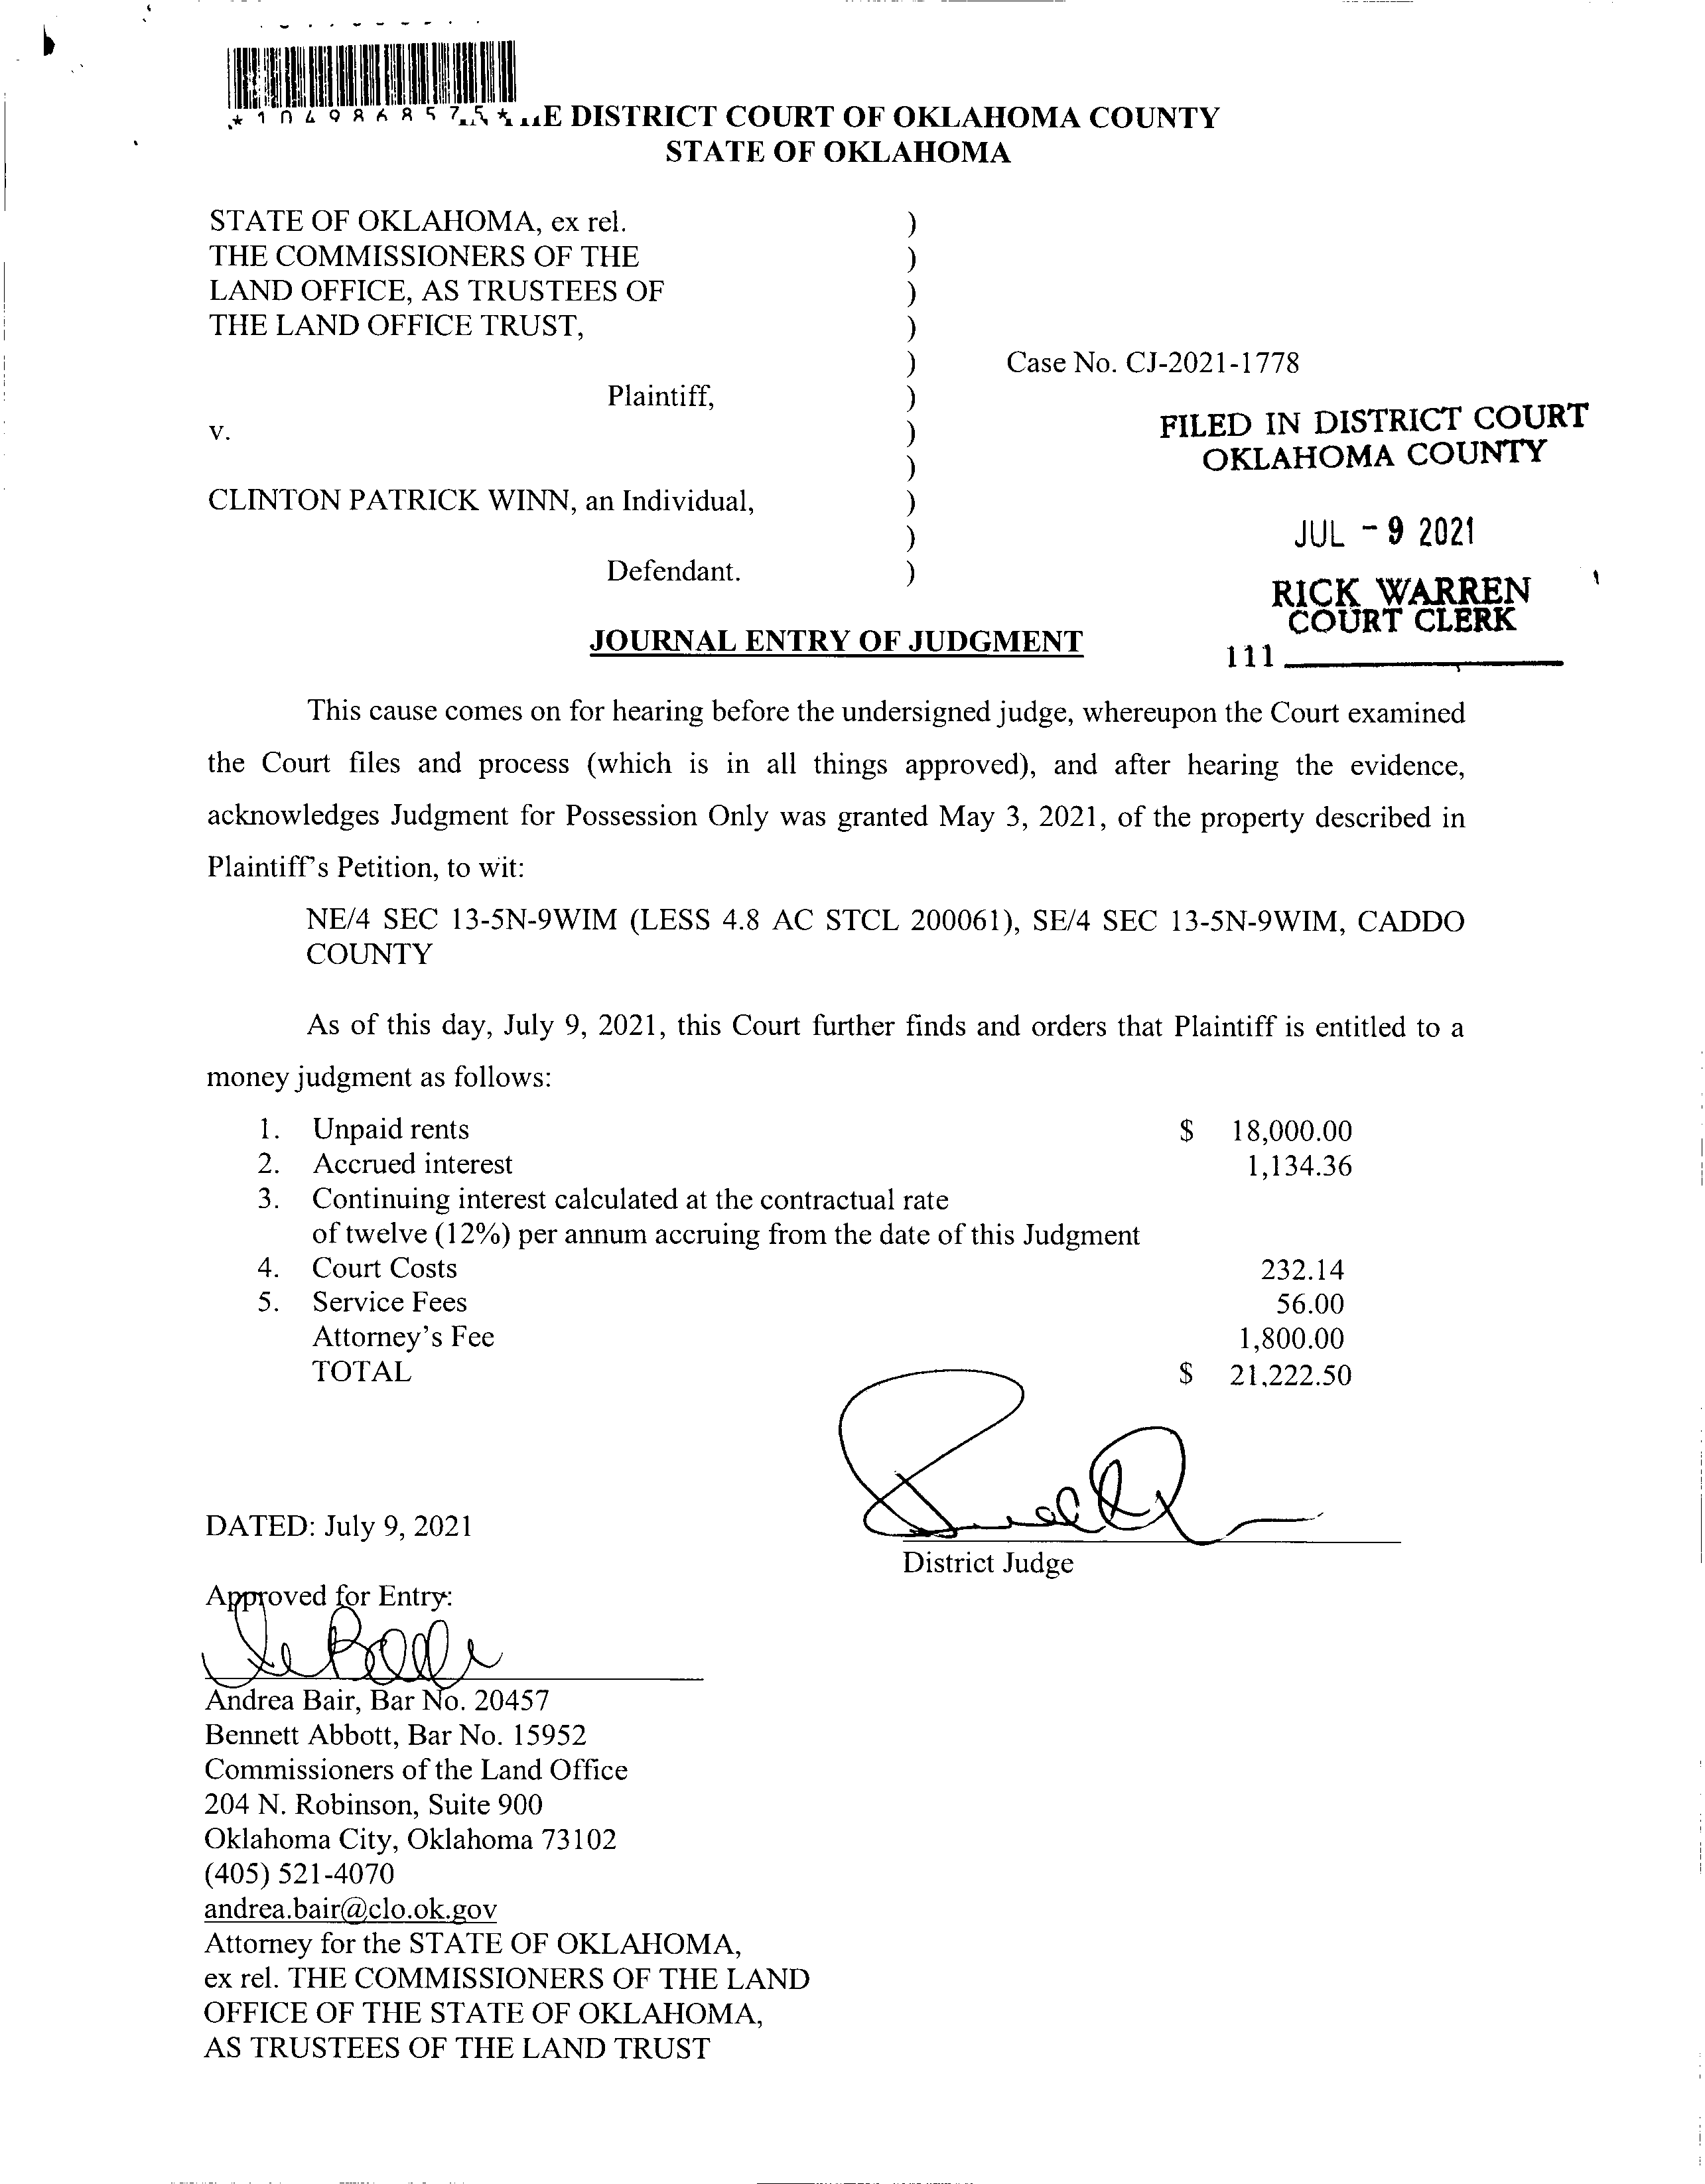 *1049868575*
E DISTRICT COURT OF OKLAHOMA COUNTY
STATE OF OKLAHOMA
STATE OF OKLAHOMA, ex rel. )
THE COMMISSIONERS OF THE )
LAND OFFICE, AS TRUSTEES OF )
THE LAND OFFICE TRUST, )
) Case No. CJ-2021-1778
Plaintiff, )
v. )
)
CLINTON PATRICK WINN, an Individual, )
)
Defendant. )
FILED IN DISTRICT COURT
OKLAHOMA COUNTY
JUL - 9 2021
RICK WARREN
COURT CLERK
111
JOURNAL ENTRY OF JUDGMENT
This cause comes on for hearing before the undersigned judge, whereupon the Court examined
the Court files and process (which is in all things approved), and after hearing the evidence,
acknowledges Judgment for Possession Only was granted May 3, 2021, of the property described in
Plaintiff's Petition, to wit:
NE/4 SEC 13-5N-9WIM (LESS 4.8 AC STCL 200061), SE/4 SEC 13-5N-9WIM, CADDO
COUNTY
As of this day, July 9, 2021, this Court further finds and orders that Plaintiff is entitled to a
money judgment as follows:
1. Unpaid rents $ 18,000.00
2. Accrued interest 1,134.36
3. Continuing interest calculated at the contractual rate
of twelve (12%) per annum accruing from the date of this Judgment
4. Court Costs 232.14
5. Service Fees 56.00
Attorney's Fee 1,800.00
TOTAL $ 21,222.50
DATED: July 9, 2021
District Judge
Approved for Entry:
Andrea Bair, Bar No. 20457
Bennett Abbott, Bar No. 15952
Commissioners of the Land Office
204 N. Robinson, Suite 900
Oklahoma City, Oklahoma 73102
(405) 521-4070
andrea.bair@clo.ok.gov
Attorney for the STATE OF OKLAHOMA,
ex rel. THE COMMISSIONERS OF THE LAND
OFFICE OF THE STATE OF OKLAHOMA,
AS TRUSTEES OF THE LAND TRUST